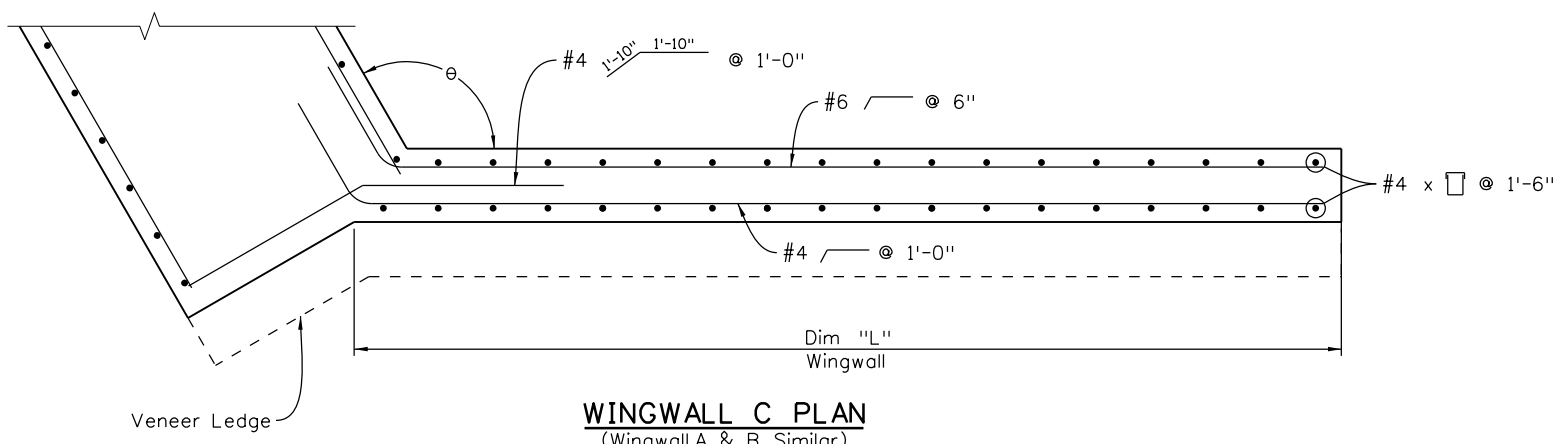 #4 1'-10" 1'-10" @ 1'-0"
θ
#6 @ 6"
#4 x @ 1'-6"
#4 @ 1'-0"
Dim "L"
Wingwall
Veneer Ledge
WINGWALL C PLAN
(Wingwall A & B Similar)